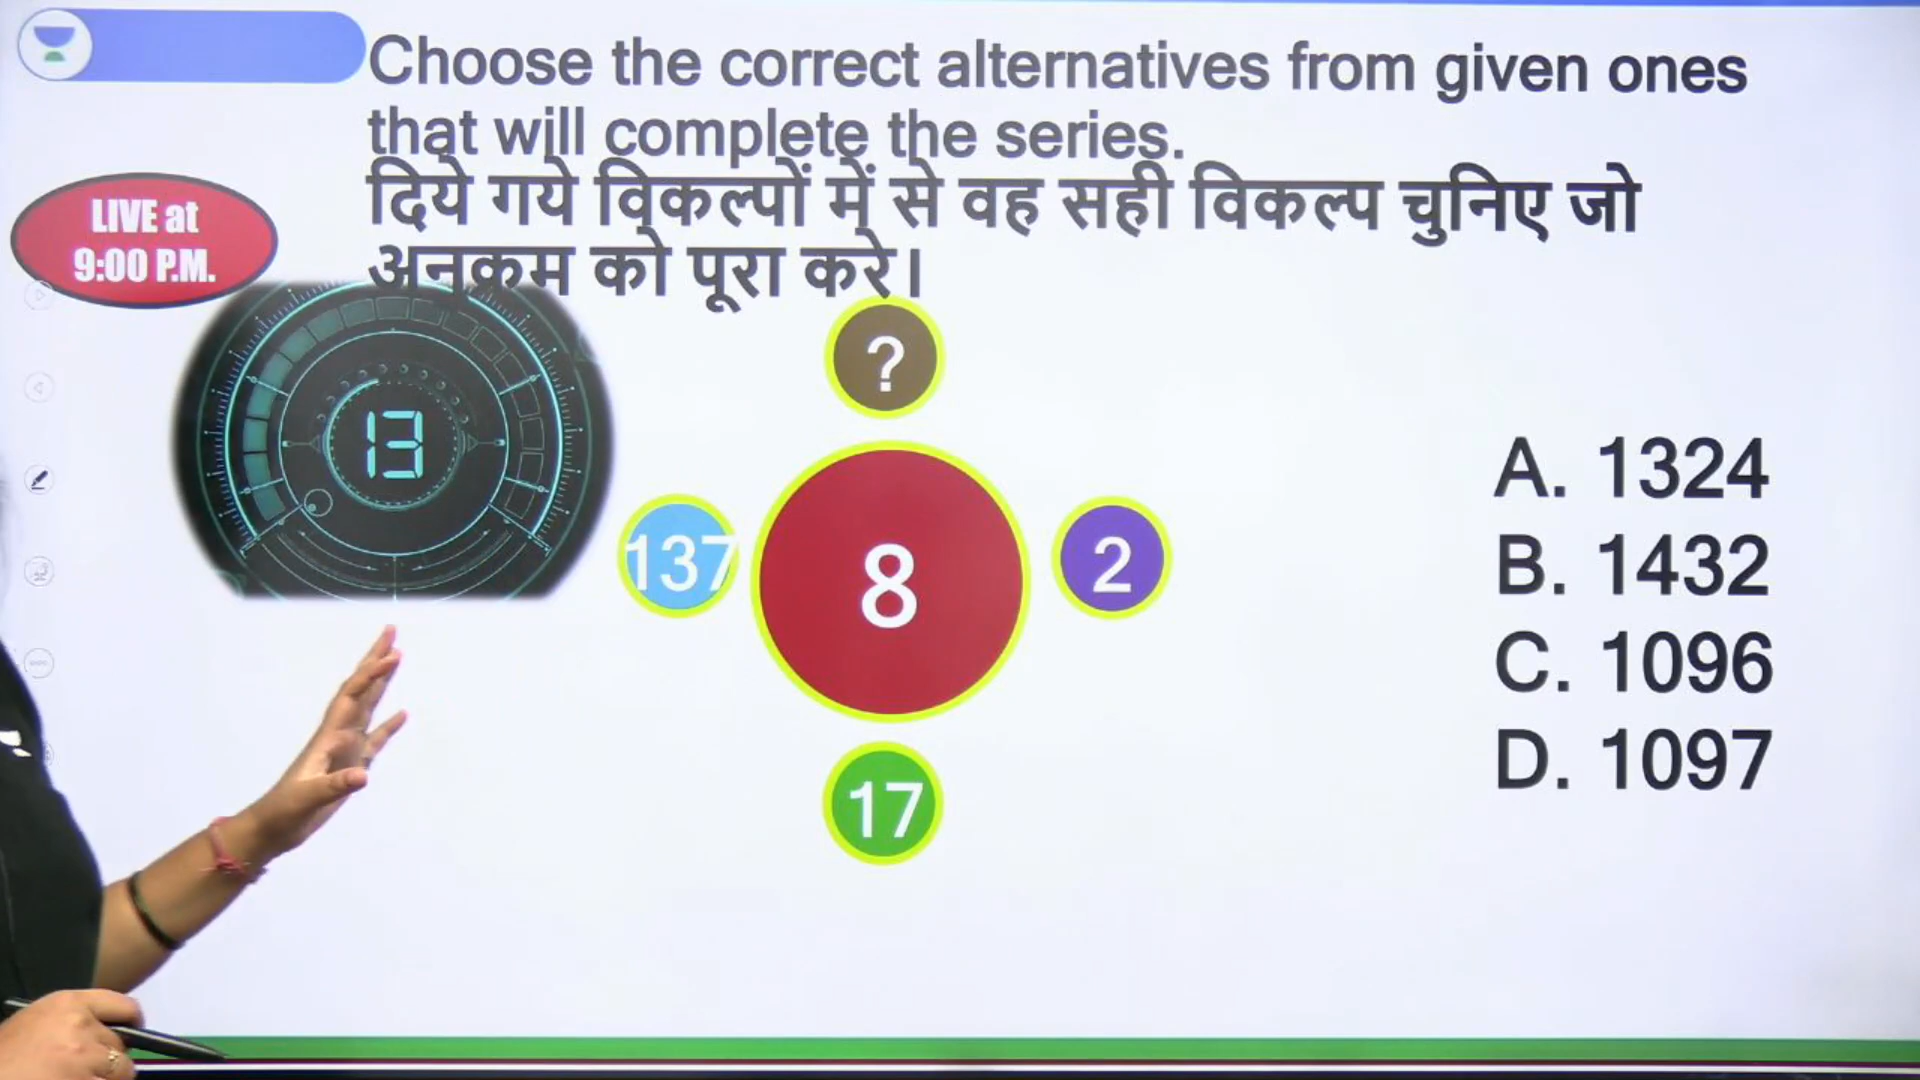 Choose the correct alternatives from given ones
that will complete the series.
दिये गये विकल्पों में से वह सही विकल्प चुनिए जो
अनुक्रम को पूरा करे।
LIVE at
9:00 P.M.
13
?
137
8
2
17
A. 1324
B. 1432
C. 1096
D. 1097